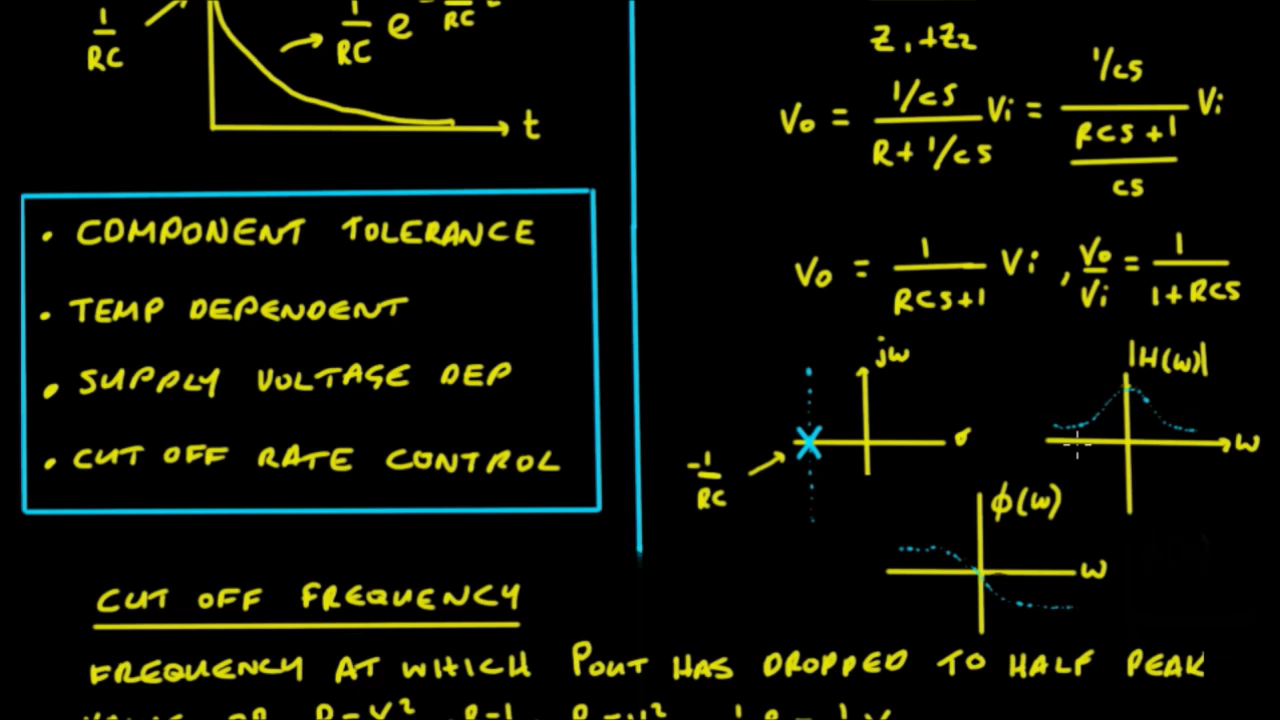 1/RC
1/RC e
t
• COMPONENT TOLERANCE
• TEMP DEPENDENT
• SUPPLY VOLTAGE DEP
• CUT OFF RATE CONTROL
Z1+Z2
Vo = (1/CS)/(R+1/CS) Vi = (1/CS)/((RCS+1)/CS) Vi
Vo = 1/(RCS+1) Vi , Vo/Vi = 1/(1+RCS)
jω
σ
-1/RC
|H(ω)|
ω
ϕ(ω)
ω
CUT OFF FREQUENCY
FREQUENCY AT WHICH POUT HAS DROPPED TO HALF PEAK